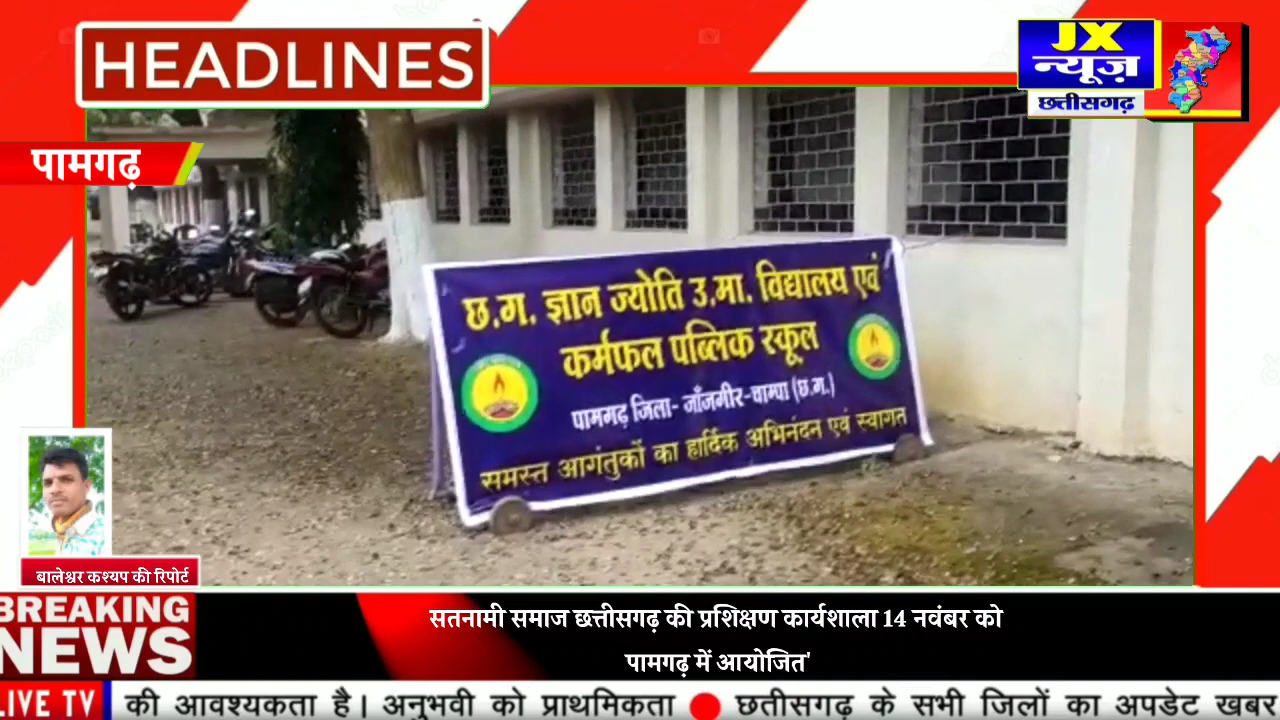 HEADLINES
JX
न्यूज़
छत्तीसगढ़
पामगढ़
छ.ग. ज्ञान ज्योति उ.मा. विद्यालय एवं
कर्मफल पब्लिक स्कूल
पामगढ़ जिला- जाँजगीर-चाम्पा (छ.ग.)
समस्त आगंतुकों का हार्दिक अभिनंदन एवं स्वागत
बालेश्वर कश्यप की रिपोर्ट
BREAKING
NEWS
सतनामी समाज छत्तीसगढ़ की प्रशिक्षण कार्यशाला 14 नवंबर को
पामगढ़ में आयोजित'
LIVE TV की आवश्यकता है। अनुभवी को प्राथमिकता छतीसगढ़ के सभी जिलों का अपडेट खबर